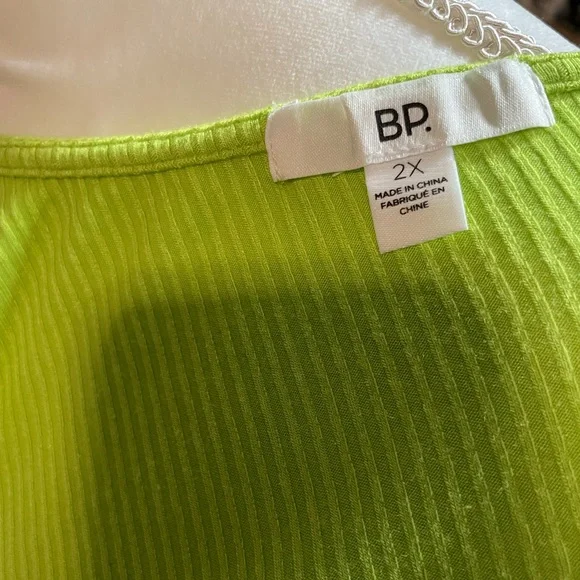 BP.
2X
MADE IN CHINA
FABRIQUÉ EN
CHINE